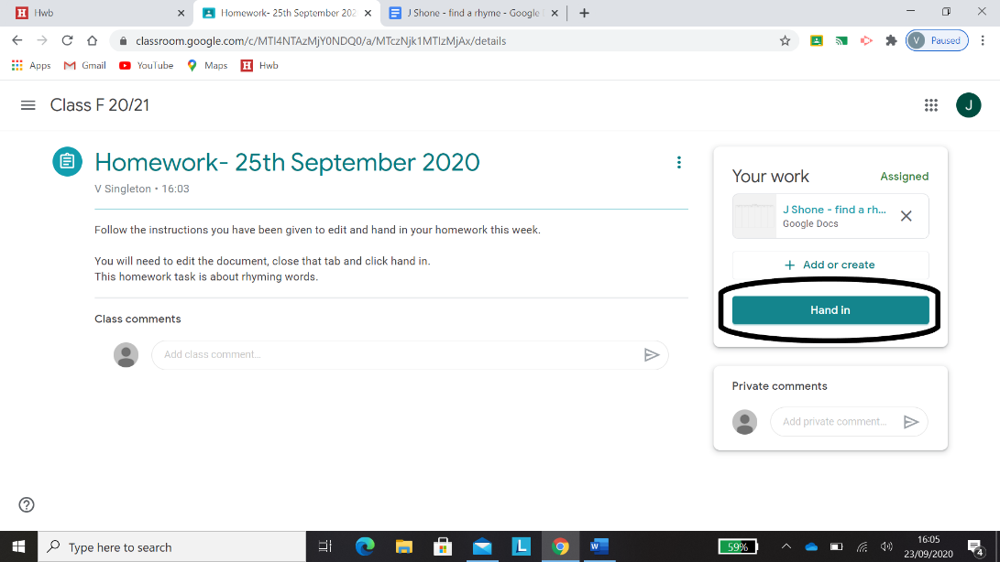 Hwb
Homework- 25th September 202
J Shone - find a rhyme - Google
classroom.google.com/c/MTI4NTAzMjY0NDQ0/a/MTczNjk1MTIzMjAx/details
V Paused
Apps Gmail YouTube Maps Hwb
Class F 20/21
J
Homework- 25th September 2020
V Singleton • 16:03
Follow the instructions you have been given to edit and hand in your homework this week.
You will need to edit the document, close that tab and click hand in.
This homework task is about rhyming words.
Class comments
Add class comment...
Your work Assigned
J Shone - find a rh...
Google Docs
+ Add or create
Hand in
Private comments
Add private comment...
Type here to search
59%
16:05
23/09/2020
4